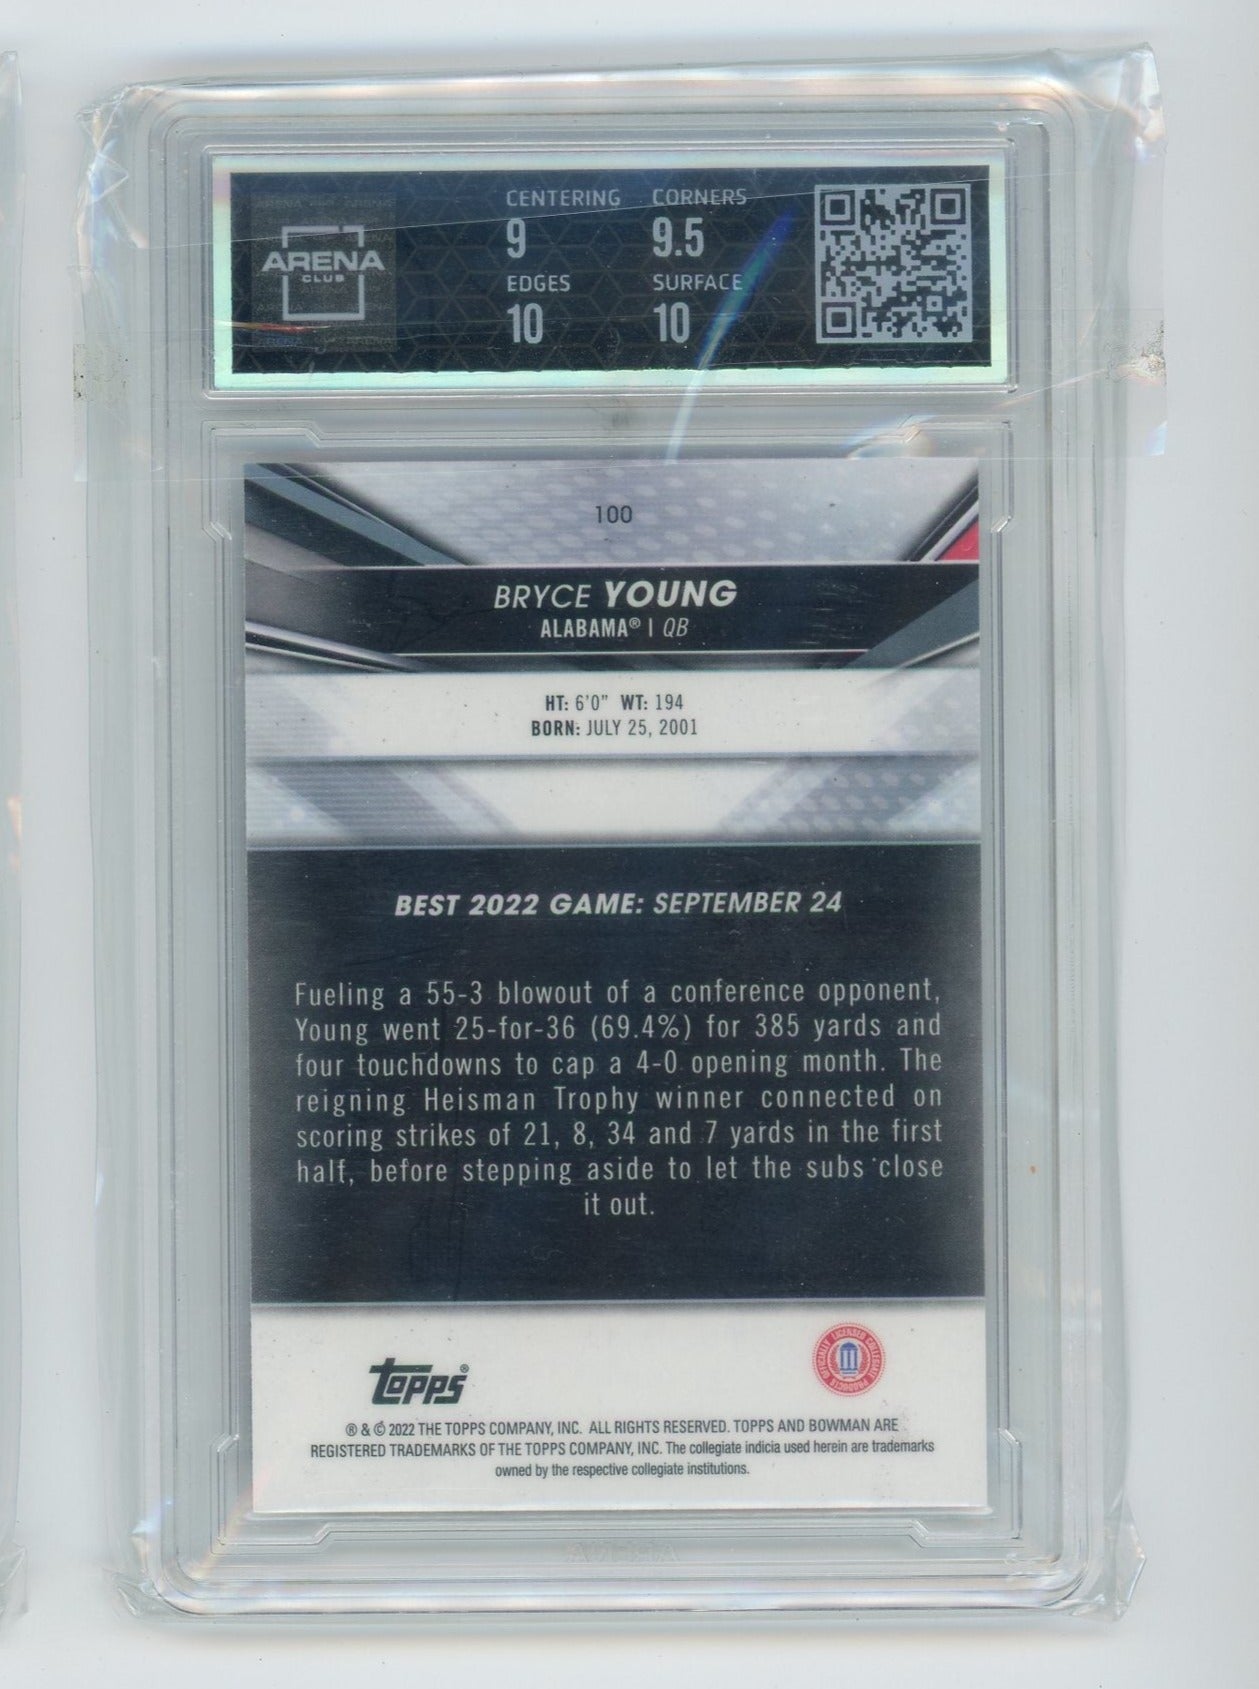 CENTERING CORNERS
9 9.5
ARENA
CLUB
EDGES SURFACE
10 10
100
BRYCE YOUNG
ALABAMA® | QB
HT: 6'0" WT: 194
BORN: JULY 25, 2001
BEST 2022 GAME: SEPTEMBER 24
Fueling a 55-3 blowout of a conference opponent,
Young went 25-for-36 (69.4%) for 385 yards and
four touchdowns to cap a 4-0 opening month. The
reigning Heisman Trophy winner connected on
scoring strikes of 21, 8, 34 and 7 yards in the first
half, before stepping aside to let the subs close
it out.
OFFICIALLY LICENSED COLLEGIATE PRODUCTS
Topps®
® & © 2022 THE TOPPS COMPANY, INC. ALL RIGHTS RESERVED. TOPPS AND BOWMAN ARE
REGISTERED TRADEMARKS OF THE TOPPS COMPANY, INC. The collegiate indicia used herein are trademarks
owned by the respective collegiate institutions.